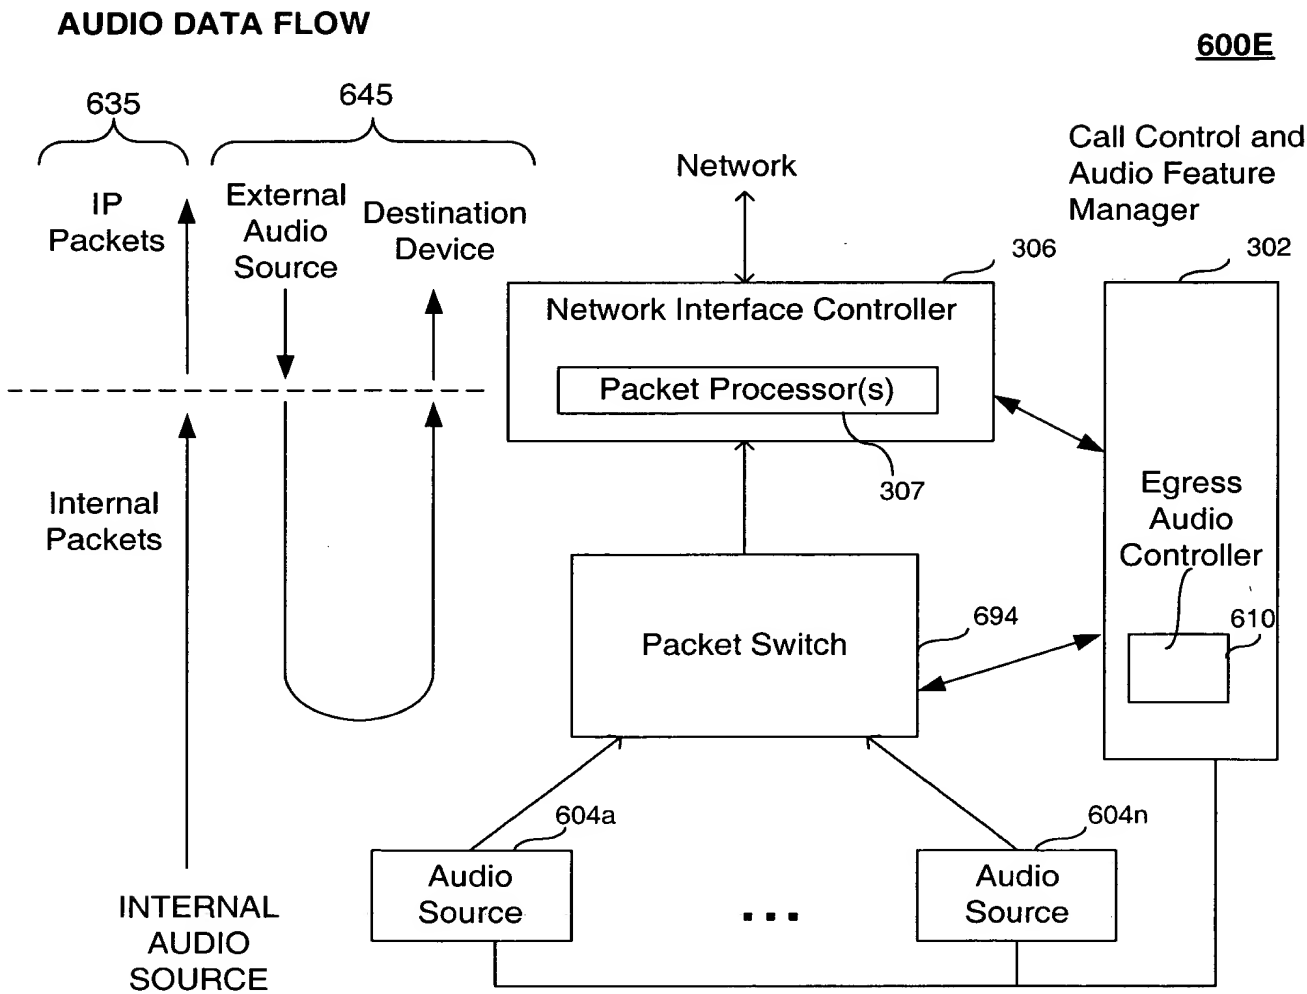 AUDIO DATA FLOW
600E
635
645
IP
Packets
External
Audio
Source
Destination
Device
Network
Call Control and
Audio Feature
Manager
306
302
Network Interface Controller
Packet Processor(s)
307
Internal
Packets
Egress
Audio
Controller
610
Packet Switch
694
604a
604n
Audio
Source
...
Audio
Source
INTERNAL
AUDIO
SOURCE